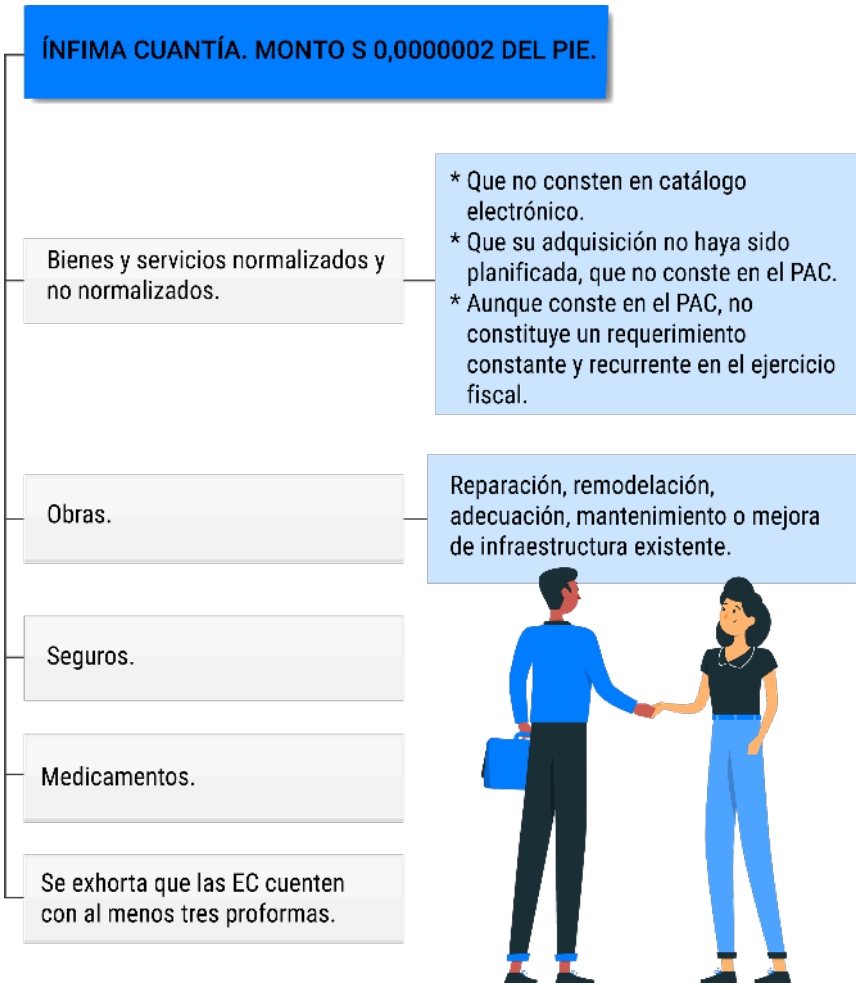 ÍNFIMA CUANTÍA. MONTO S 0,0000002 DEL PIE.
Bienes y servicios normalizados y
no normalizados.
* Que no consten en catálogo
electrónico.
* Que su adquisición no haya sido
planificada, que no conste en el PAC.
* Aunque conste en el PAC, no
constituye un requerimiento
constante y recurrente en el ejercicio
fiscal.
Obras.
Reparación, remodelación,
adecuación, mantenimiento o mejora
de infraestructura existente.
Seguros.
Medicamentos.
Se exhorta que las EC cuenten
con al menos tres proformas.